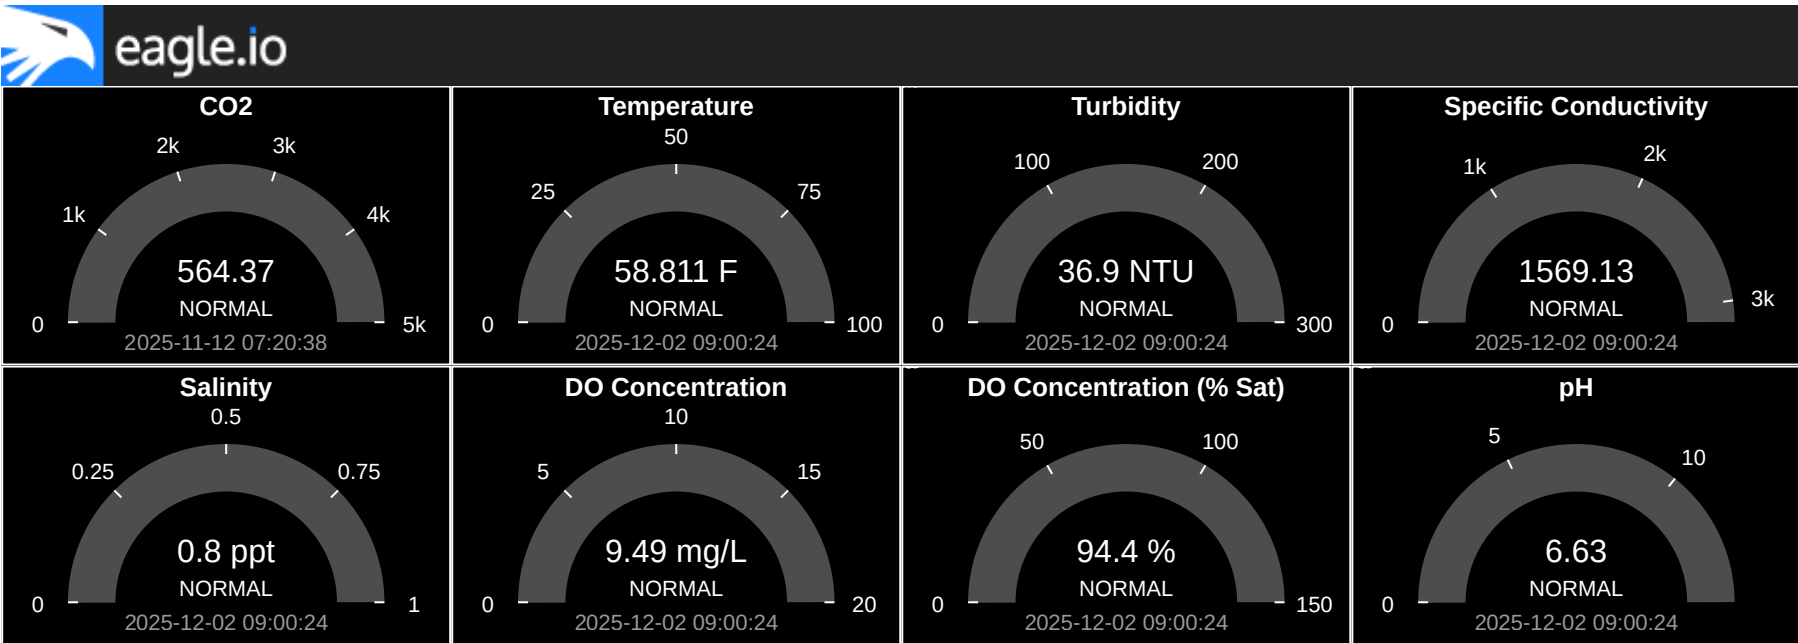 eagle.io
CO2
2k
3k
1k
4k
564.37
NORMAL
0
5k
2025-11-12 07:20:38
Temperature
50
25
75
58.811 F
NORMAL
0
100
2025-12-02 09:00:24
Turbidity
100
200
36.9 NTU
NORMAL
0
300
2025-12-02 09:00:24
Specific Conductivity
1k
2k
1569.13
3k
NORMAL
0
2025-12-02 09:00:24
Salinity
0.5
0.25
0.75
0.8 ppt
NORMAL
0
1
2025-12-02 09:00:24
DO Concentration
10
5
15
9.49 mg/L
NORMAL
0
20
2025-12-02 09:00:24
DO Concentration (% Sat)
50
100
94.4 %
NORMAL
0
150
2025-12-02 09:00:24
pH
5
10
6.63
NORMAL
0
2025-12-02 09:00:24